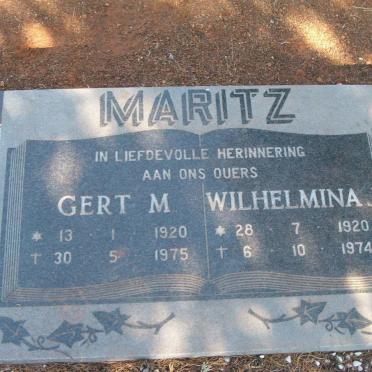 MARITZ
IN LIEFDEVOLLE HERINNERING
AAN ONS OUERS
GERT M WILHELMINA
* 13 1 1920 * 28 7 1920
† 30 5 1975 † 6 10 1974